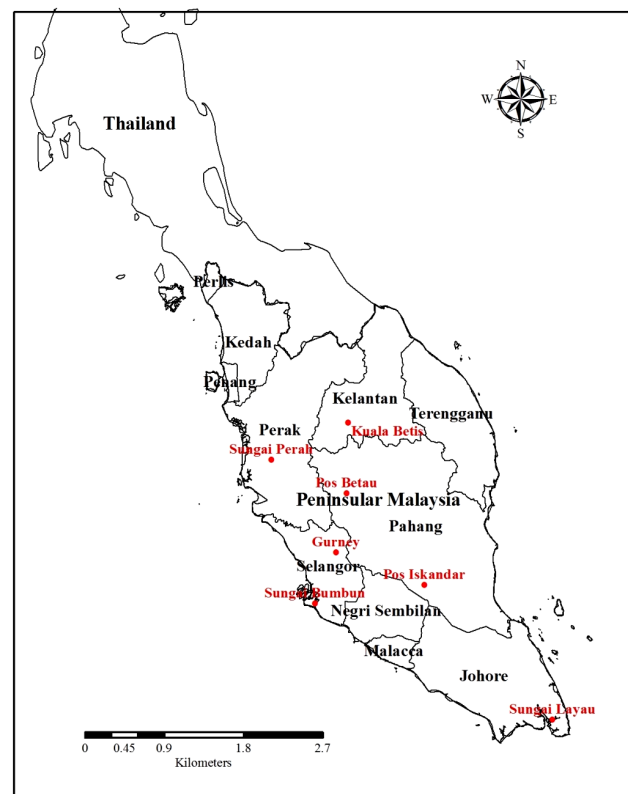 N
W E
S
Thailand
Perlis
Kedah
Penang
Kelantan
Terengganu
Perak
Kuala Betis
Sungai Perah
Pos Betau
Peninsular Malaysia
Pahang
Gurney
Selangor
Pos Iskandar
Sungai Bumbun
Negri Sembilan
Malacca
Johore
Sungai Layau
0 0.45 0.9 1.8 2.7
Kilometers